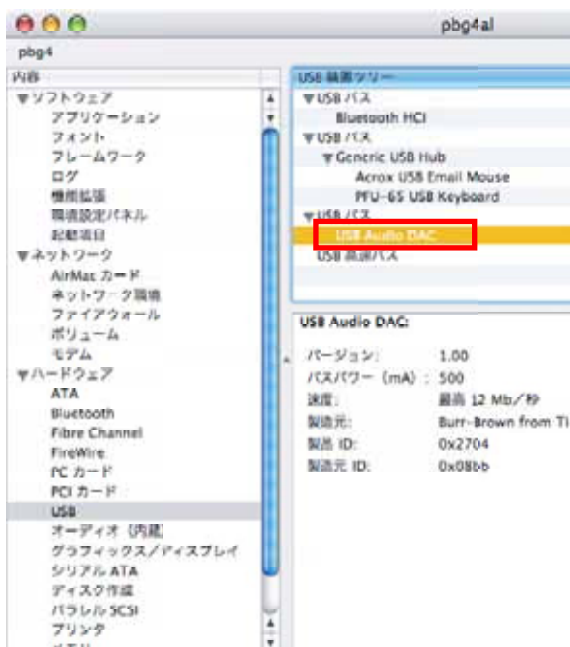 pbg4al
pbg4
内容
▼ソフトウェア
アプリケーション
フォント
フレームワーク
ログ
機能拡張
環境設定パネル
起動項目
▼ネットワーク
AirMac カード
ネットワーク環境
ファイアウォール
ボリューム
モデム
▼ハードウェア
ATA
Bluetooth
Fibre Channel
FireWire
PC カード
PCI カード
USB
オーディオ（内蔵）
グラフィックス／ディスプレイ
シリアル ATA
ディスク作成
パラレル SCSI
プリンタ
USB 装置ツリー
▼USB バス
Bluetooth HCI
▼USB バス
▼Generic USB Hub
Acrox USB Email Mouse
PFU-65 USB Keyboard
▼USB バス
USB Audio DAC
USB 高速バス
USB Audio DAC:
バージョン: 1.00
バスパワー（mA）: 500
速度: 最高 12 Mb／秒
製造元: Burr-Brown from TI
製品 ID: 0x2704
製造元 ID: 0x08bb